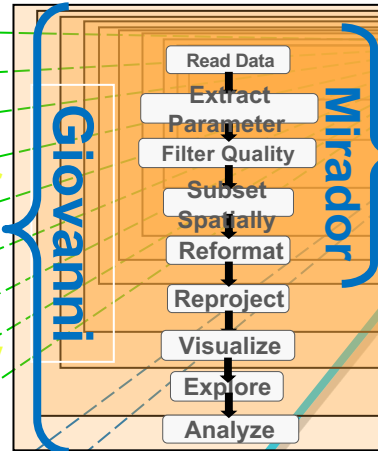 Read Data
Extract
Parameter
Filter Quality
Subset
Spatially
Reformat
Reproject
Visualize
Explore
Analyze
Giovanni
Mirador